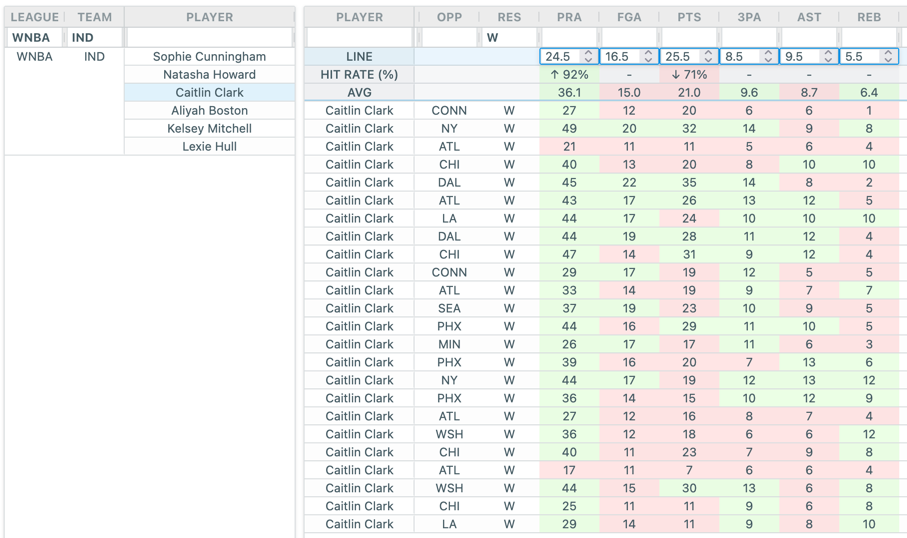 LEAGUE TEAM PLAYER PLAYER OPP RES PRA FGA PTS 3PA AST REB
WNBA IND W
WNBA IND Sophie Cunningham LINE 24.5 16.5 25.5 8.5 9.5 5.5
Natasha Howard HIT RATE (%) ↑ 92% - ↓ 71% - - -
Caitlin Clark AVG 36.1 15.0 21.0 9.6 8.7 6.4
Aliyah Boston Caitlin Clark CONN W 27 12 20 6 6 1
Kelsey Mitchell Caitlin Clark NY W 49 20 32 14 9 8
Lexie Hull Caitlin Clark ATL W 21 11 11 5 6 4
Caitlin Clark CHI W 40 13 20 8 10 10
Caitlin Clark DAL W 45 22 35 14 8 2
Caitlin Clark ATL W 43 17 26 13 12 5
Caitlin Clark LA W 44 17 24 10 10 10
Caitlin Clark DAL W 44 19 28 11 12 4
Caitlin Clark CHI W 47 14 31 9 12 4
Caitlin Clark CONN W 29 17 19 12 5 5
Caitlin Clark ATL W 33 14 19 9 7 7
Caitlin Clark SEA W 37 19 23 10 9 5
Caitlin Clark PHX W 44 16 29 11 10 5
Caitlin Clark MIN W 26 17 17 11 6 3
Caitlin Clark PHX W 39 16 20 7 13 6
Caitlin Clark NY W 44 17 19 12 13 12
Caitlin Clark PHX W 36 14 15 10 12 9
Caitlin Clark ATL W 27 12 16 8 7 4
Caitlin Clark WSH W 36 12 18 6 6 12
Caitlin Clark CHI W 40 11 23 7 9 8
Caitlin Clark ATL W 17 11 7 6 6 4
Caitlin Clark WSH W 44 15 30 13 6 8
Caitlin Clark CHI W 25 11 11 9 6 8
Caitlin Clark LA W 29 14 11 9 8 10